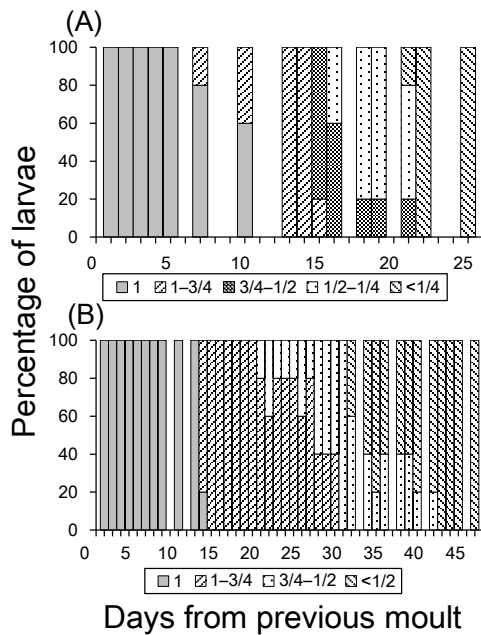 (A)
100
80
60
40
20
0
0 5 10 15 20 25
1 1–3/4 3/4–1/2 1/2–1/4 <1/4
Percentage of larvae
(B)
100
80
60
40
20
0
0 5 10 15 20 25 30 35 40 45
1 1–3/4 3/4–1/2 <1/2
Days from previous moult